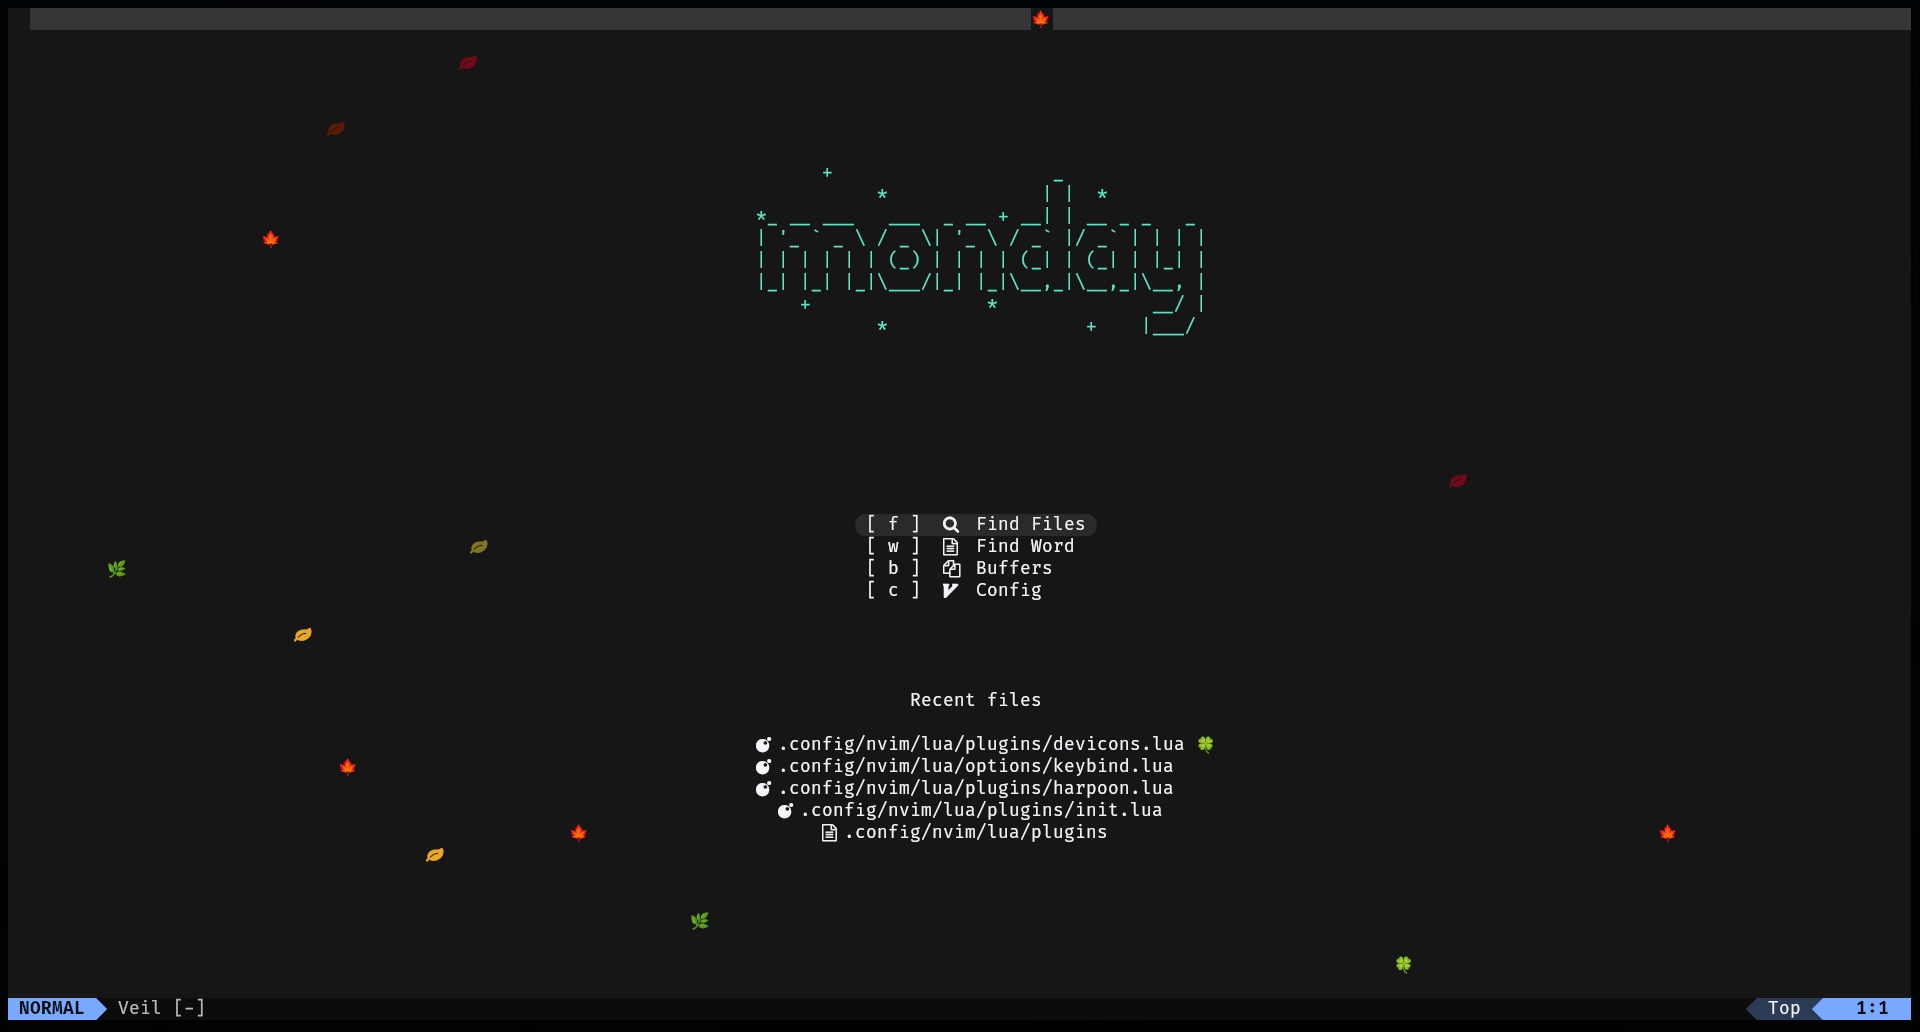 monday
[ f ] Find Files
[ w ] Find Word
[ b ] Buffers
[ c ] Config
Recent files
.config/nvim/lua/plugins/devicons.lua
.config/nvim/lua/options/keybind.lua
.config/nvim/lua/plugins/harpoon.lua
.config/nvim/lua/plugins/init.lua
.config/nvim/lua/plugins
NORMAL Veil [-] Top 1:1